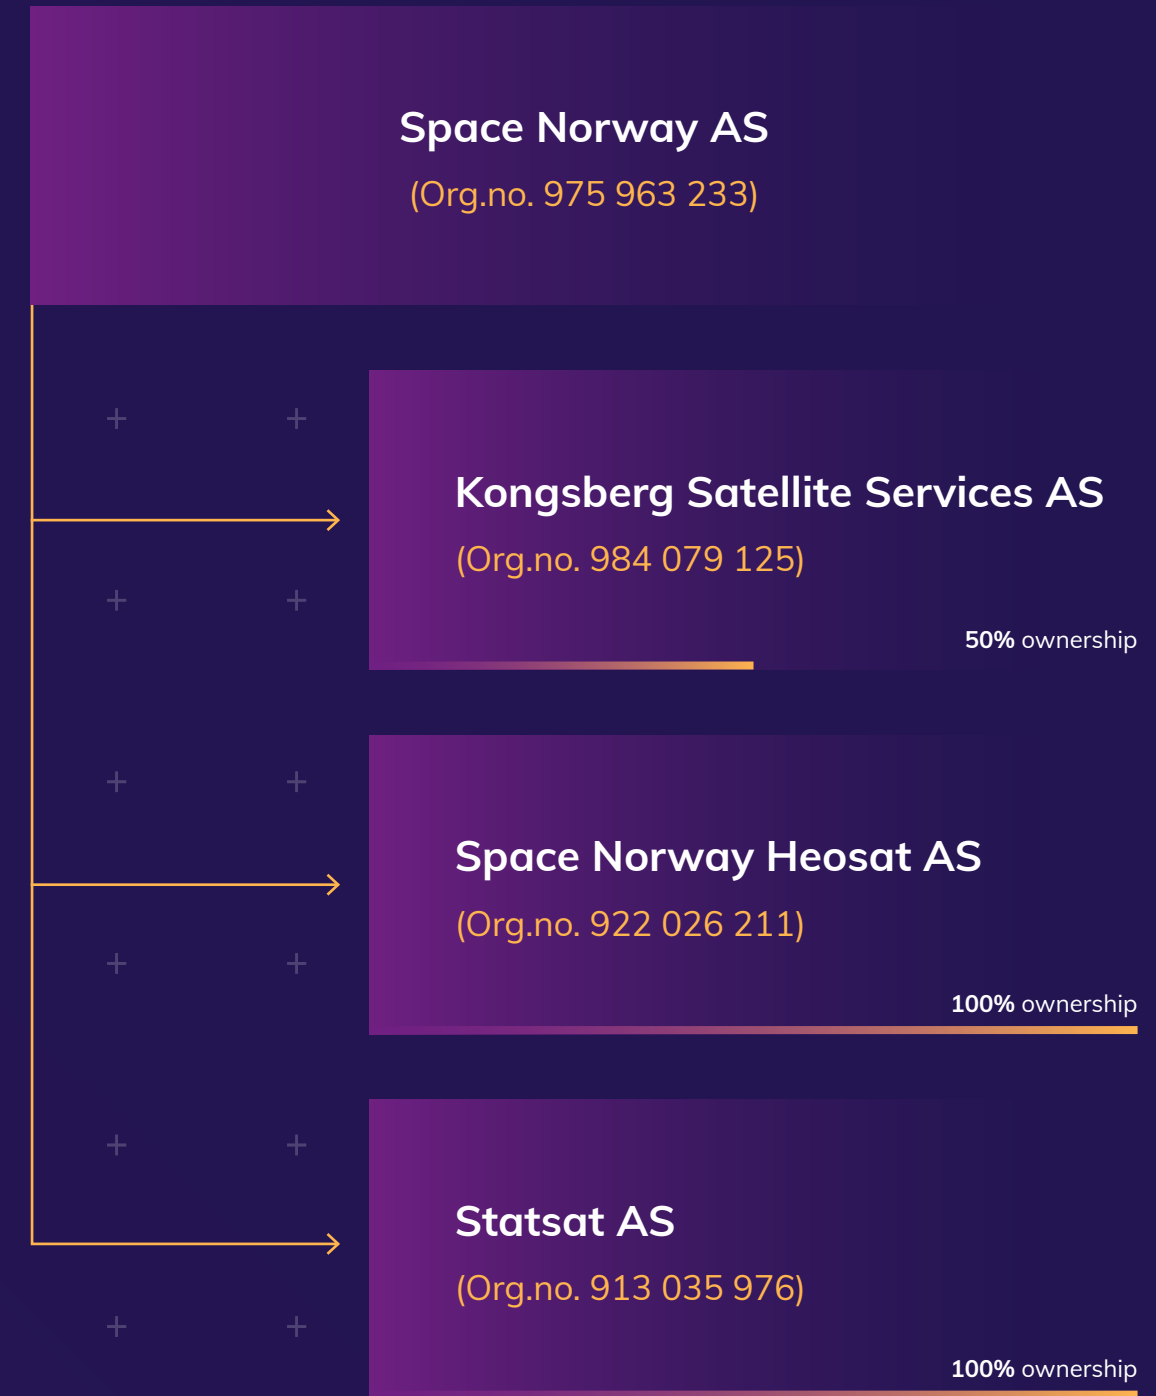 Space Norway AS
(Org.no. 975 963 233)
Kongsberg Satellite Services AS
(Org.no. 984 079 125)
50% ownership
Space Norway Heosat AS
(Org.no. 922 026 211)
100% ownership
Statsat AS
(Org.no. 913 035 976)
100% ownership